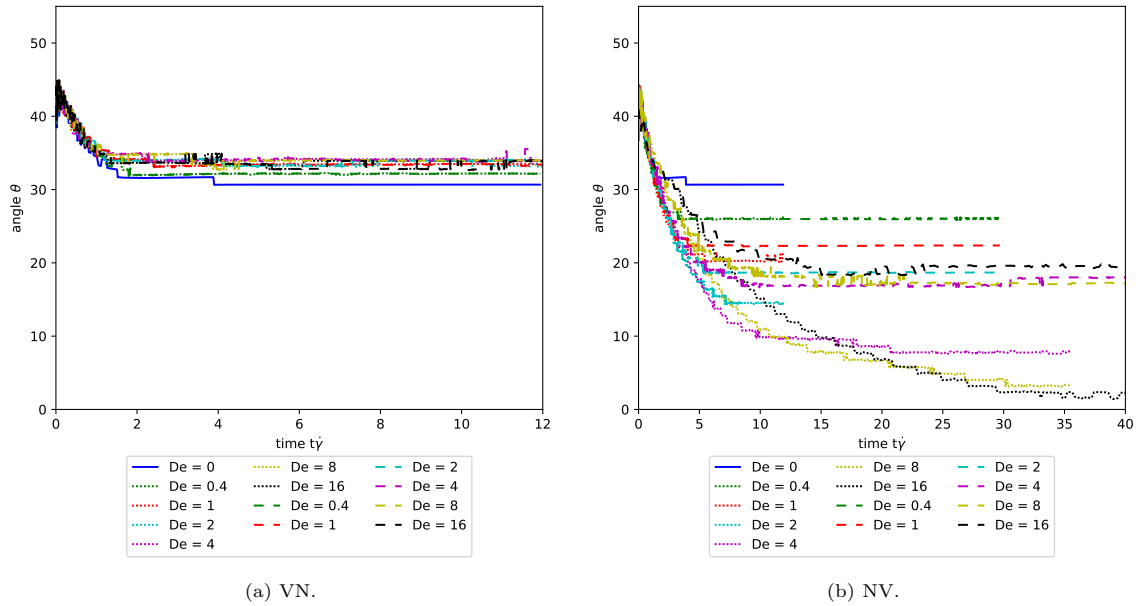 50
40
30
20
10
0
angle θ
0
2
4
6
8
10
12
time tγ̇
De = 0
De = 0.4
De = 1
De = 2
De = 4
De = 8
De = 16
De = 0.4
De = 1
De = 2
De = 4
De = 8
De = 16
(a) VN.
50
40
30
20
10
0
angle θ
0
5
10
15
20
25
30
35
40
time tγ̇
De = 0
De = 0.4
De = 1
De = 2
De = 4
De = 8
De = 16
De = 0.4
De = 1
De = 2
De = 4
De = 8
De = 16
(b) NV.